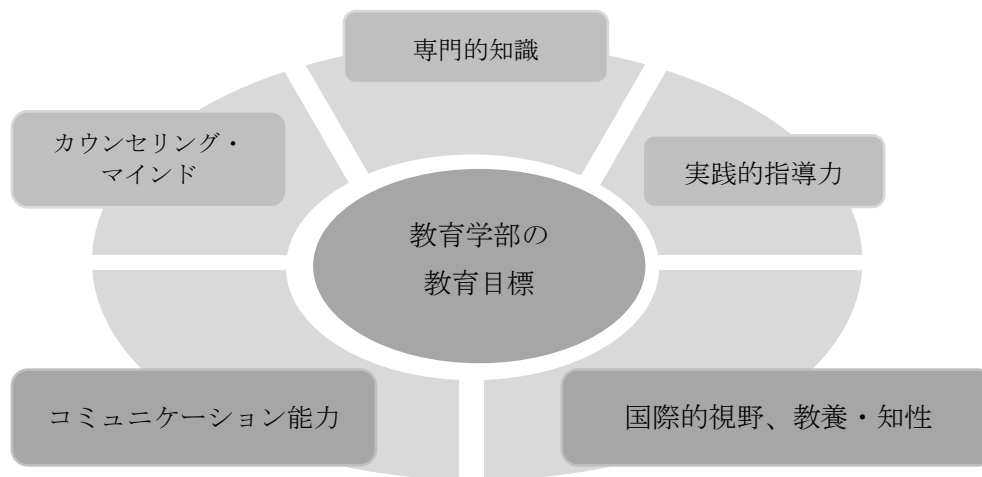 専門的知識
カウンセリング・
マインド
実践的指導力
教育学部の
教育目標
コミュニケーション能力
国際的視野、教養・知性